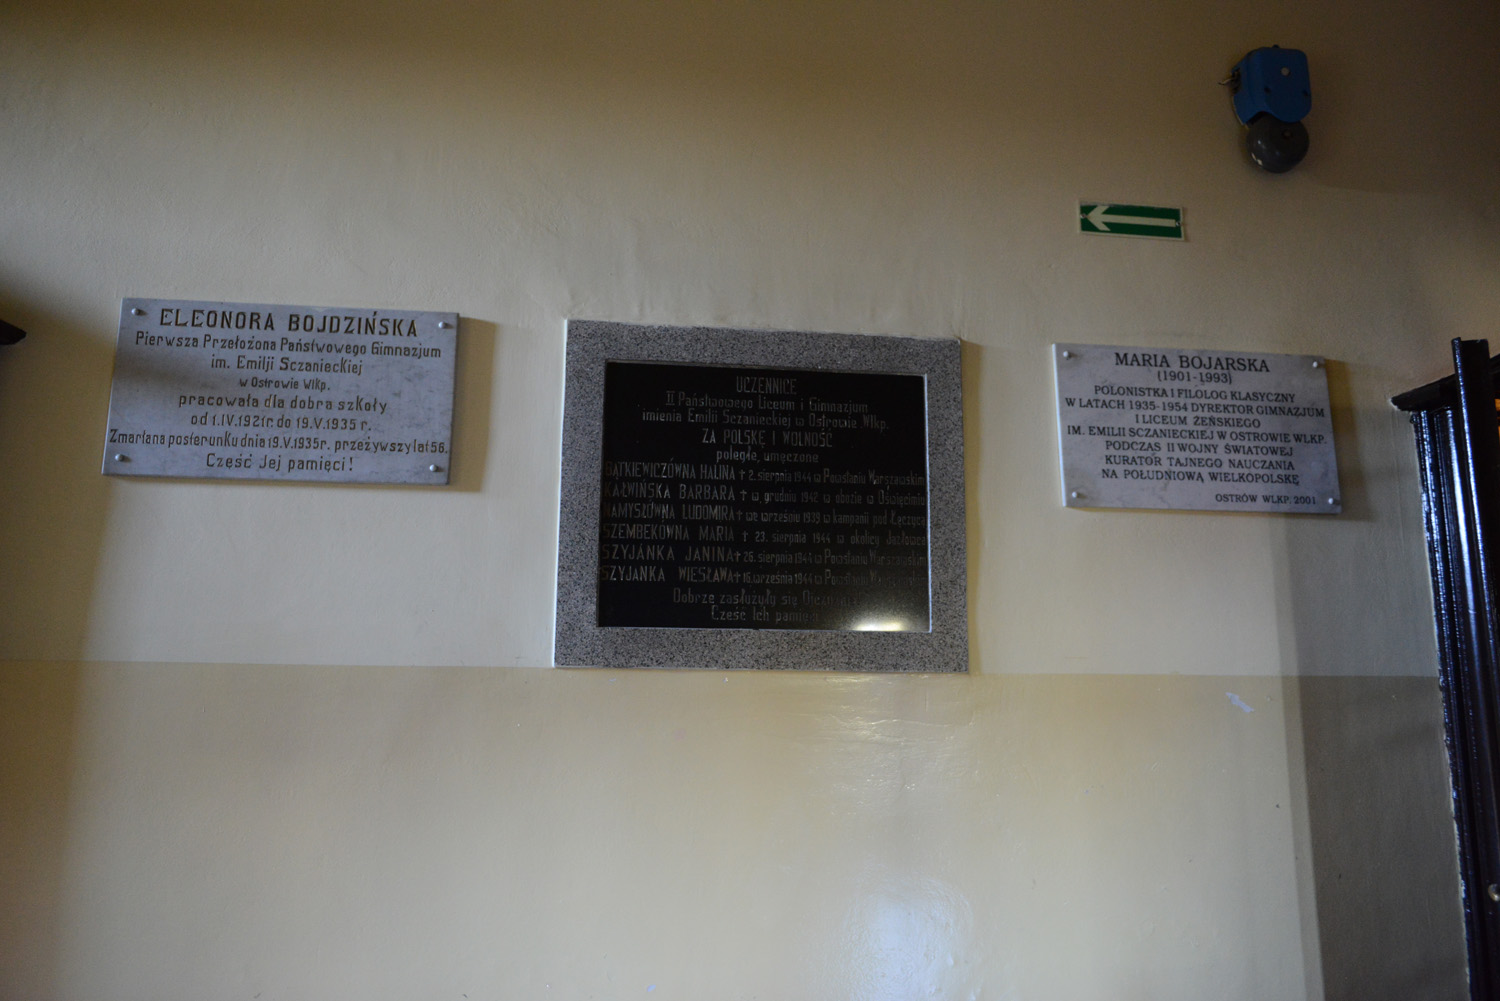 ELEONORA BOJDZIŃSKA
Pierwsza Przełożona Państwowego Gimnazjum
im. Emilji Sczanieckiej
w Ostrowie Wlkp.
pracowała dla dobra szkoły
od 1.IV.1921r. do 19.V.1935 r.
Zmarła na posterunku dnia 19.V.1935r. przeżywszy lat 56.
Cześć Jej pamięci!
UCZENNICE
II Państwowego Liceum i Gimnazjum
imienia Emilii Sczanieckiej w Ostrowie Wlkp.
ZA POLSKĘ I WOLNOŚĆ
poległe, umęczone
BATKIEWICZÓWNA HALINA † 2. sierpnia 1944 w Powstaniu Warszawskim
KALWIŃSKA BARBARA † w grudniu 1942 w obozie w Oświęcimiu
NAMYSŁÓWNA LUDOMIRA † we wrześniu 1939 w kampanii pod Łęczycą
SZEMBEKÓWNA MARIA † 23. sierpnia 1944 w okolicy
SZYJANKA JANINA † 26. sierpnia 1944 w Powstaniu Warszawskim
SZYJANKA WIESŁAWA † 16. września 1944 w Powstaniu
Dobrze zasłużyły się
Cześć Ich
MARIA BOJARSKA
(1901-1993)
POLONISTKA I FILOLOG KLASYCZNY
W LATACH 1935-1954 DYREKTOR GIMNAZJUM
I LICEUM ŻEŃSKIEGO
IM. EMILII SCZANIECKIEJ W OSTROWIE WLKP.
PODCZAS II WOJNY ŚWIATOWEJ
KURATOR TAJNEGO NAUCZANIA
NA POŁUDNIOWĄ WIELKOPOLSKĘ
OSTRÓW WLKP. 2001